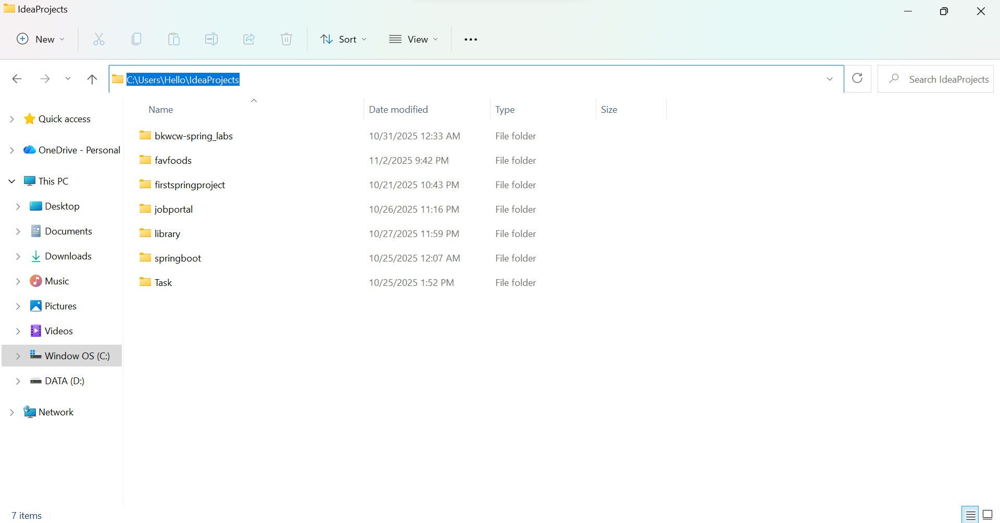 IdeaProjects
New Sort View
C:\Users\Hello\IdeaProjects Search IdeaProjects
Name Date modified Type Size
Quick access
OneDrive - Personal
This PC
Desktop
Documents
Downloads
Music
Pictures
Videos
Window OS (C:)
DATA (D:)
Network
bkwcw-spring_labs 10/31/2025 12:33 AM File folder
favfoods 11/2/2025 9:42 PM File folder
firstspringproject 10/21/2025 10:43 PM File folder
jobportal 10/26/2025 11:16 PM File folder
library 10/27/2025 11:59 PM File folder
springboot 10/25/2025 12:07 AM File folder
Task 10/25/2025 1:52 PM File folder
7 items